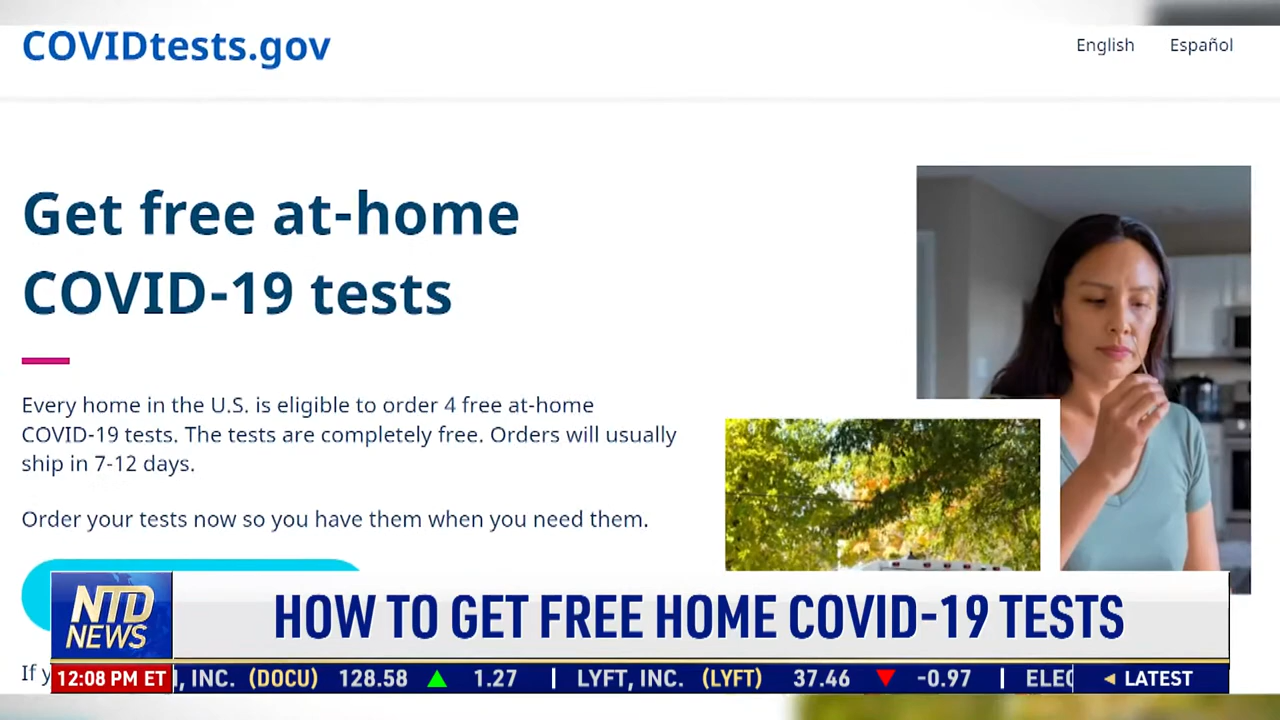 COVIDtests.gov
English
Español
Get free at-home
COVID-19 tests
Every home in the U.S. is eligible to order 4 free at-home
COVID-19 tests. The tests are completely free. Orders will usually
ship in 7-12 days.
Order your tests now so you have them when you need them.
NTD
NEWS
HOW TO GET FREE HOME COVID-19 TESTS
If
12:08 PM ET
, INC. (DOCU) 128.58 ▲ 1.27 | LYFT, INC. (LYFT) 37.46 ▼ -0.97 |
◄ LATEST